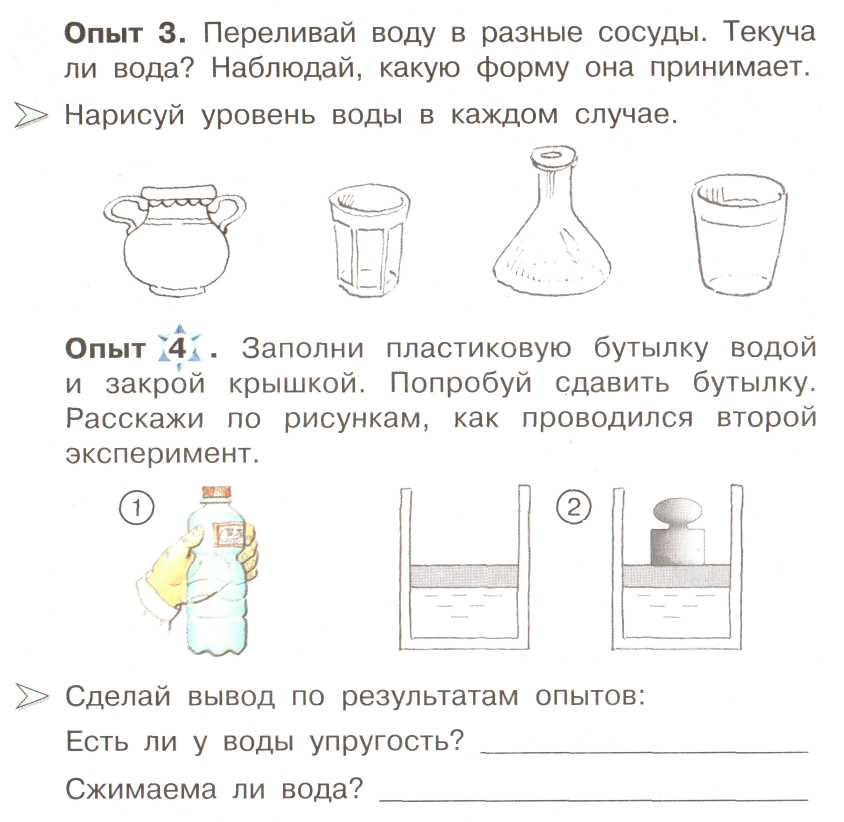 Опыт 3. Переливай воду в разные сосуды. Текуча
ли вода? Наблюдай, какую форму она принимает.
Нарисуй уровень воды в каждом случае.
Опыт 4. Заполни пластиковую бутылку водой
и закрой крышкой. Попробуй сдавить бутылку.
Расскажи по рисункам, как проводился второй
эксперимент.
1
2
Сделай вывод по результатам опытов:
Есть ли у воды упругость?
Сжимаема ли вода?